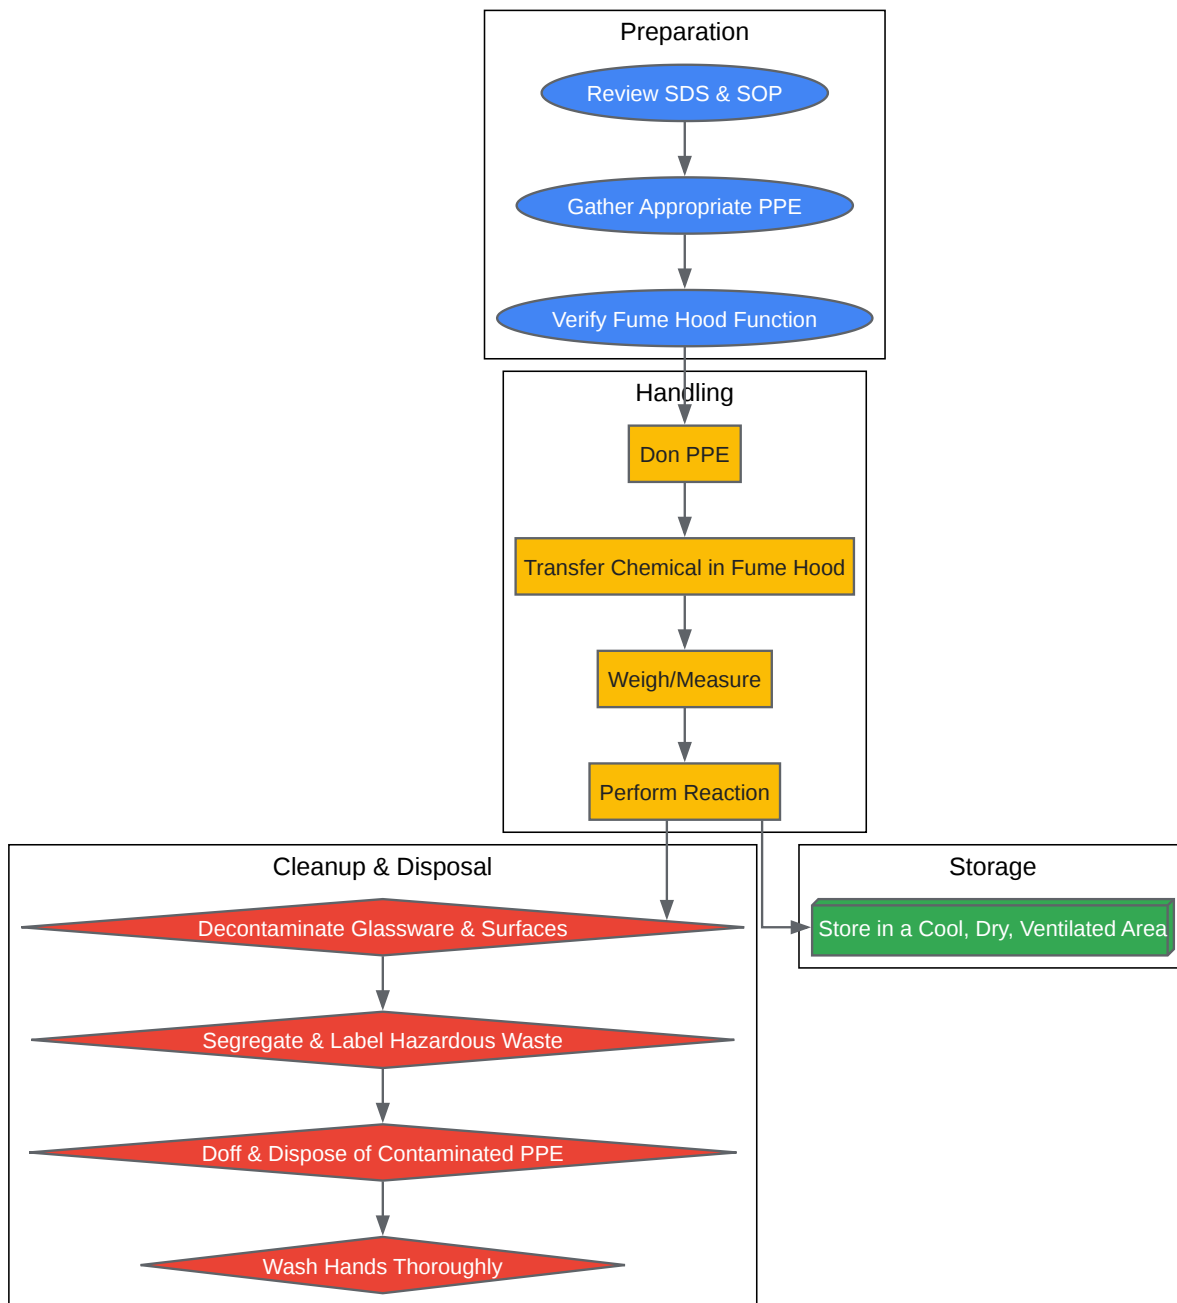 Preparation
Review SDS & SOP
Gather Appropriate PPE
Verify Fume Hood Function
Handling
Don PPE
Transfer Chemical in Fume Hood
Weigh/Measure
Perform Reaction
Cleanup & Disposal
Decontaminate Glassware & Surfaces
Segregate & Label Hazardous Waste
Doff & Dispose of Contaminated PPE
Wash Hands Thoroughly
Storage
Store in a Cool, Dry, Ventilated Area